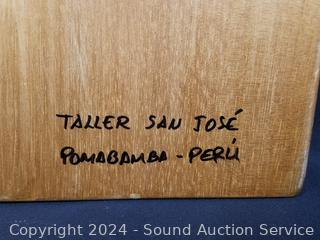 TALLER SAN JOSÉ
POMABAMBA - PERÚ
Copyright 2024 - Sound Auction Service